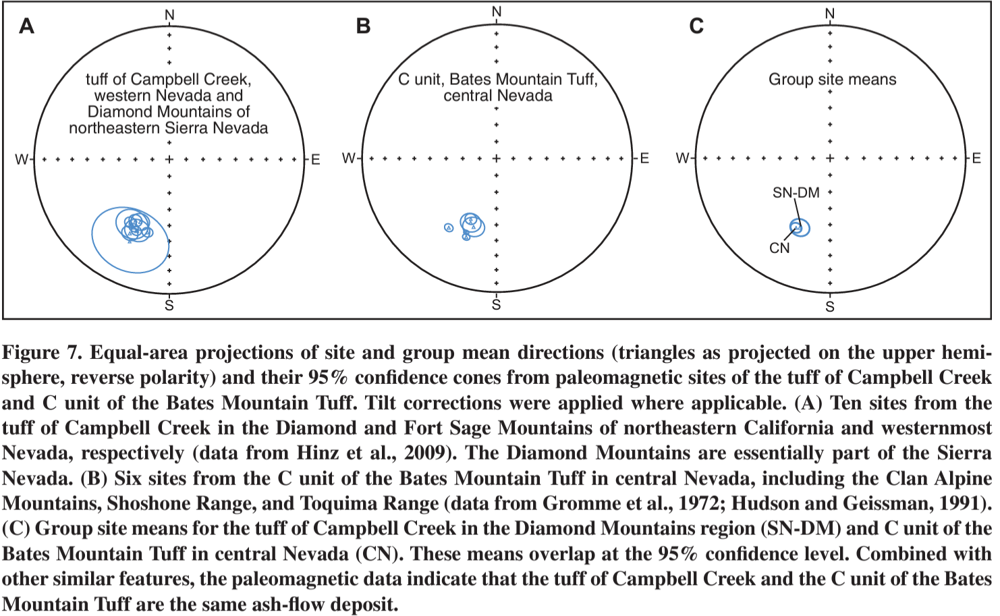 A
N
tuff of Campbell Creek,
western Nevada and
Diamond Mountains of
northeastern Sierra Nevada
W
E
S
B
N
C unit, Bates Mountain Tuff,
central Nevada
W
E
S
C
N
Group site means
W
E
SN-DM
CN
S
Figure 7. Equal-area projections of site and group mean directions (triangles as projected on the upper hemi-
sphere, reverse polarity) and their 95% confidence cones from paleomagnetic sites of the tuff of Campbell Creek
and C unit of the Bates Mountain Tuff. Tilt corrections were applied where applicable. (A) Ten sites from the
tuff of Campbell Creek in the Diamond and Fort Sage Mountains of northeastern California and westernmost
Nevada, respectively (data from Hinz et al., 2009). The Diamond Mountains are essentially part of the Sierra
Nevada. (B) Six sites from the C unit of the Bates Mountain Tuff in central Nevada, including the Clan Alpine
Mountains, Shoshone Range, and Toquima Range (data from Gromme et al., 1972; Hudson and Geissman, 1991).
(C) Group site means for the tuff of Campbell Creek in the Diamond Mountains region (SN-DM) and C unit of the
Bates Mountain Tuff in central Nevada (CN). These means overlap at the 95% confidence level. Combined with
other similar features, the paleomagnetic data indicate that the tuff of Campbell Creek and the C unit of the Bates
Mountain Tuff are the same ash-flow deposit.